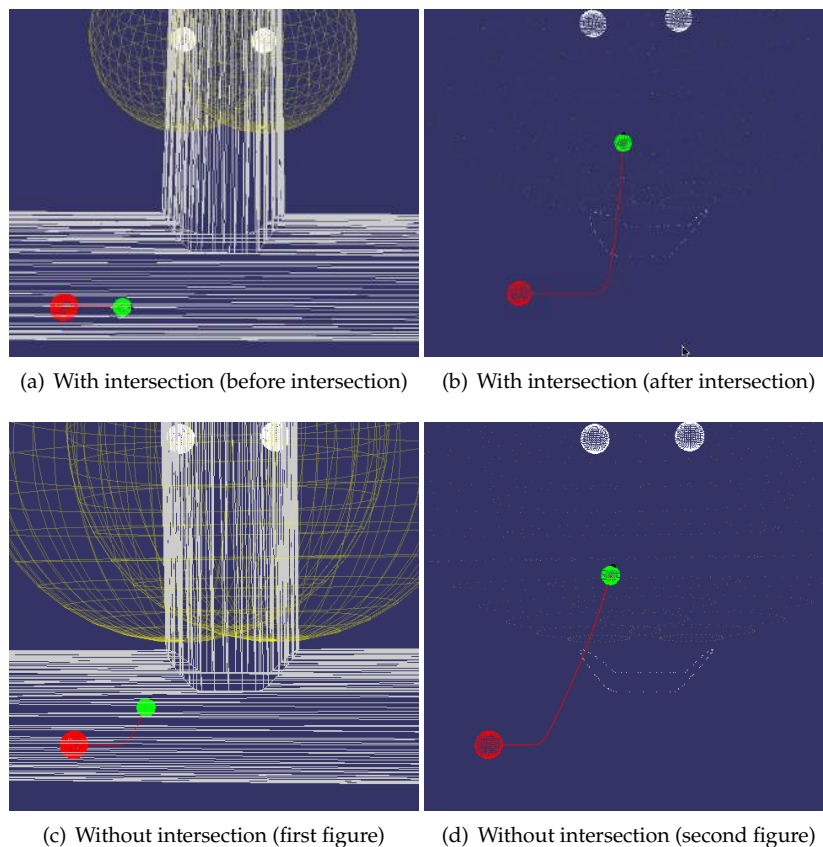 (a) With intersection (before intersection)
(b) With intersection (after intersection)
(c) Without intersection (first figure)
(d) Without intersection (second figure)